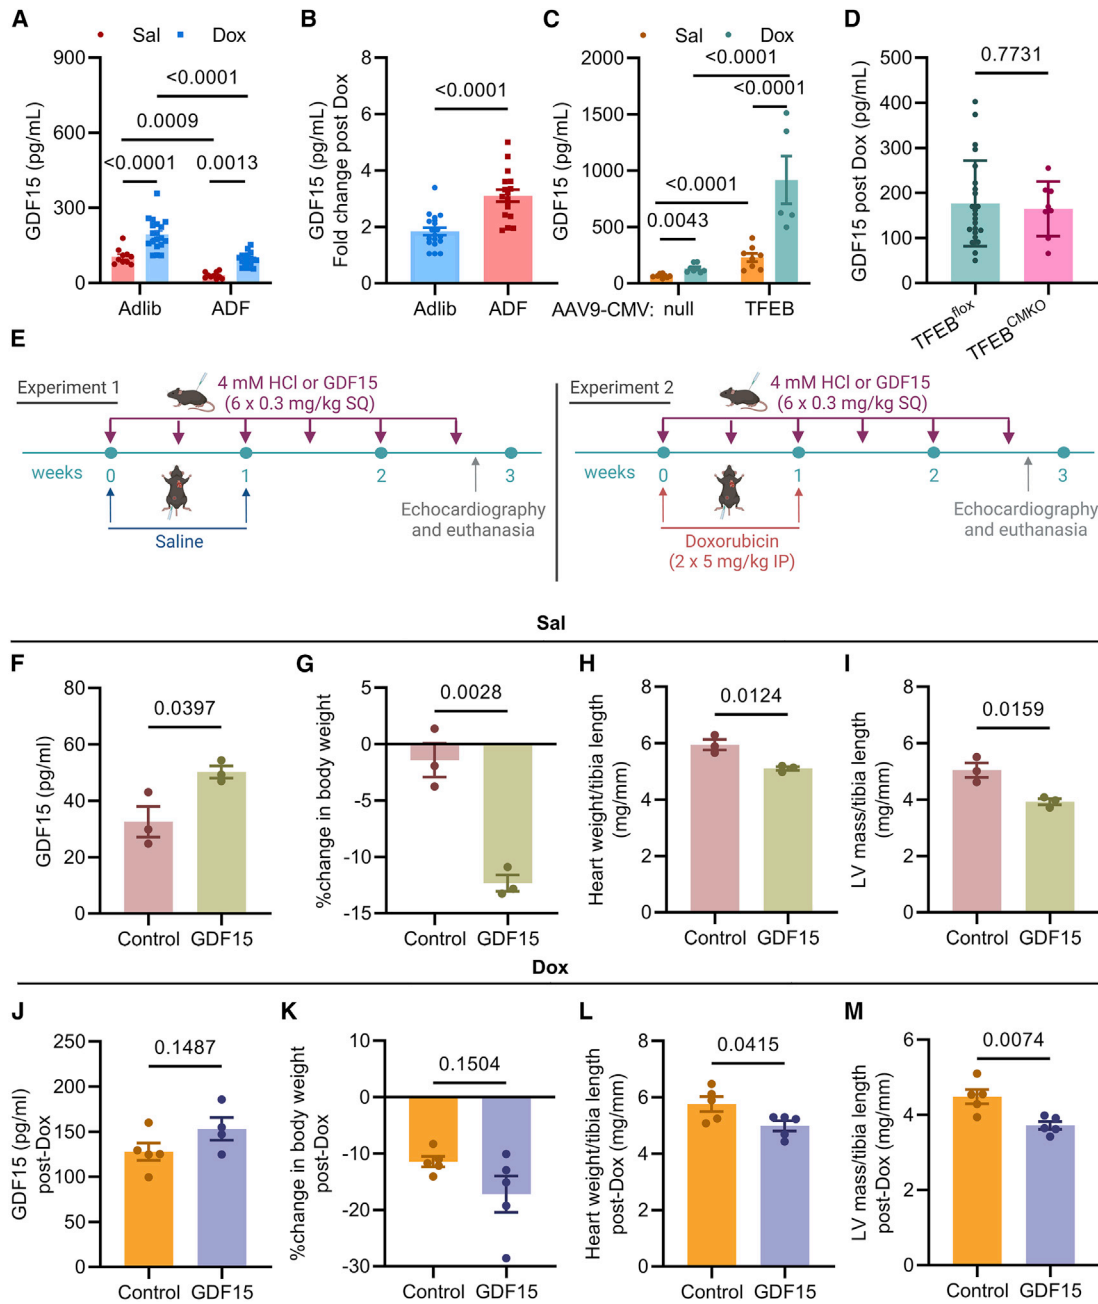 A
Sal Dox
GDF15 (pg/mL)
900
600
300
0
<0.0001
0.0009
<0.0001 0.0013
Adlib ADF
B
GDF15 (pg/mL)
Fold change post Dox
8
6
4
2
0
<0.0001
Adlib ADF
C
Sal Dox
GDF15 (pg/mL)
2000
1500
1000
500
0
<0.0001
<0.0001
<0.0001
0.0043
AAV9-CMV: null TFEB
D
GDF15 post Dox (pg/mL)
500
400
300
200
100
0
0.7731
TFEBflox
TFEBCMKO
E
Experiment 1
4 mM HCl or GDF15
(6 x 0.3 mg/kg SQ)
weeks 0 1 2 3
Saline
Echocardiography
and euthanasia
Experiment 2
4 mM HCl or GDF15
(6 x 0.3 mg/kg SQ)
weeks 0 1 2 3
Doxorubicin
(2 x 5 mg/kg IP)
Echocardiography
and euthanasia
Sal
F
GDF15 (pg/ml)
80
60
40
20
0
0.0397
Control GDF15
G
%change in body weight
5
0
-5
-10
-15
0.0028
Control GDF15
H
Heart weight/tibia length
(mg/mm)
8
6
4
2
0
0.0124
Control GDF15
I
LV mass/tibia length
(mg/mm)
8
6
4
2
0
0.0159
Control GDF15
Dox
J
GDF15 (pg/ml)
post-Dox
250
200
150
100
50
0
0.1487
Control GDF15
K
%change in body weight
post-Dox
10
0
-10
-20
-30
0.1504
Control GDF15
L
Heart weight/tibia length
post-Dox (mg/mm)
8
6
4
2
0
0.0415
Control GDF15
M
LV mass/tibia length
post-Dox (mg/mm)
6
4
2
0
0.0074
Control GDF15